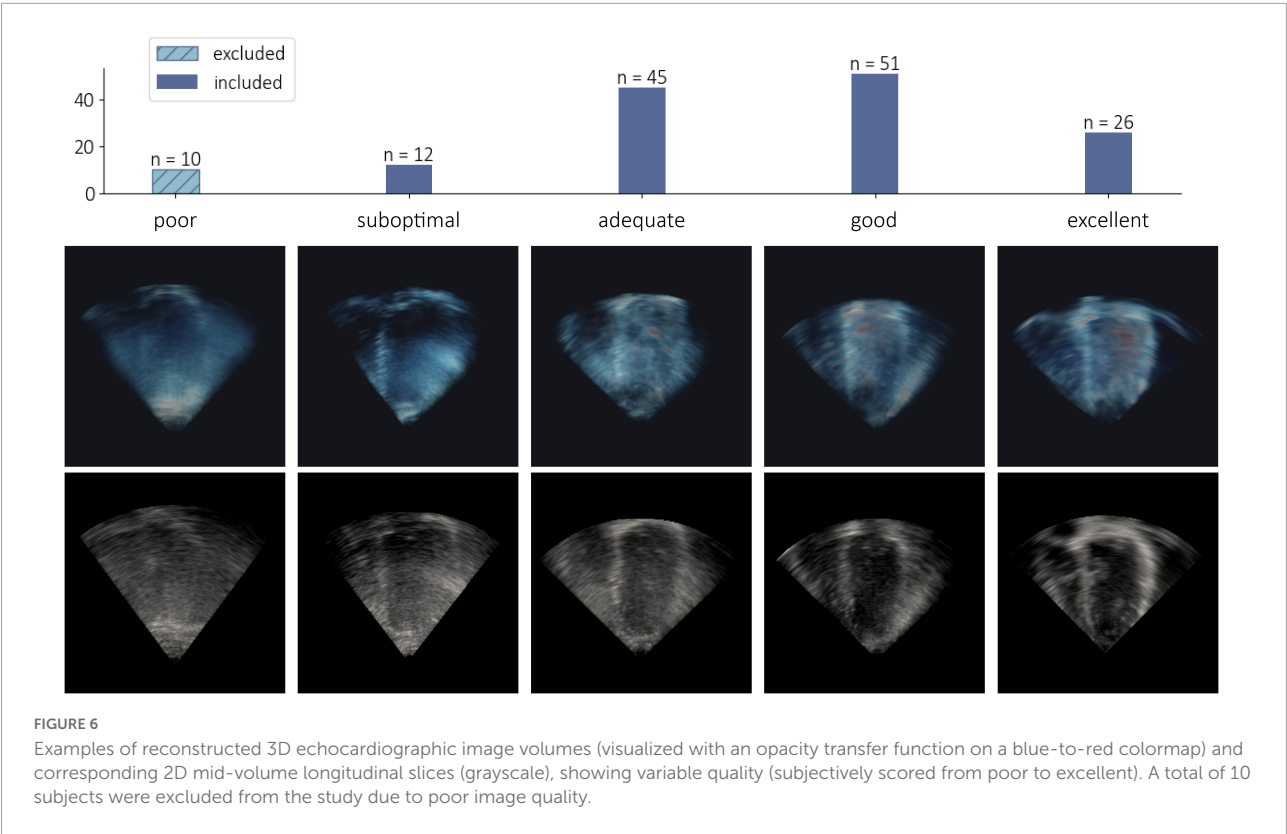 excluded
included
40
20
0
n = 10
n = 12
n = 45
n = 51
n = 26
poor
suboptimal
adequate
good
excellent
FIGURE 6
Examples of reconstructed 3D echocardiographic image volumes (visualized with an opacity transfer function on a blue-to-red colormap) and
corresponding 2D mid-volume longitudinal slices (grayscale), showing variable quality (subjectively scored from poor to excellent). A total of 10
subjects were excluded from the study due to poor image quality.